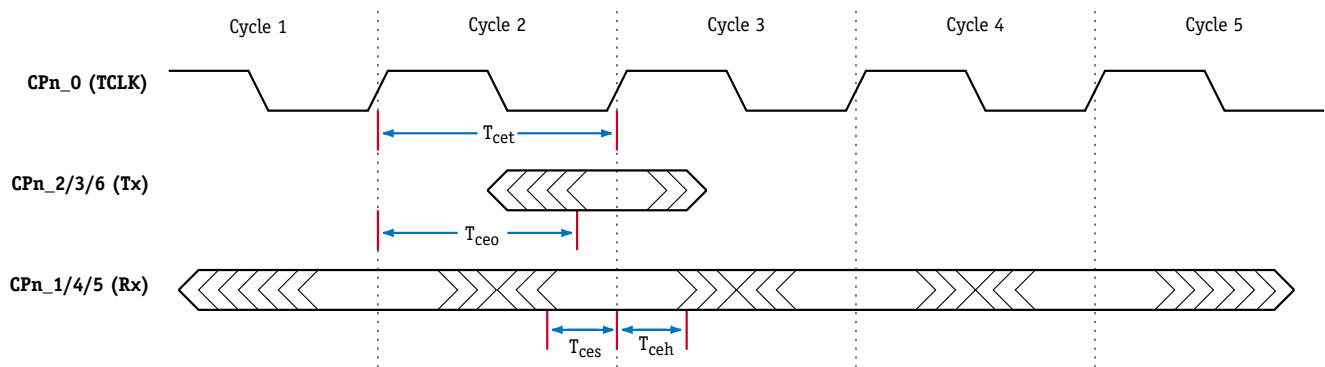 Cycle 1 Cycle 2 Cycle 3 Cycle 4 Cycle 5
CPn_0 (TCLK)
Tcet
CPn_2/3/6 (Tx)
Tceo
CPn_1/4/5 (Rx)
Tces Tceh